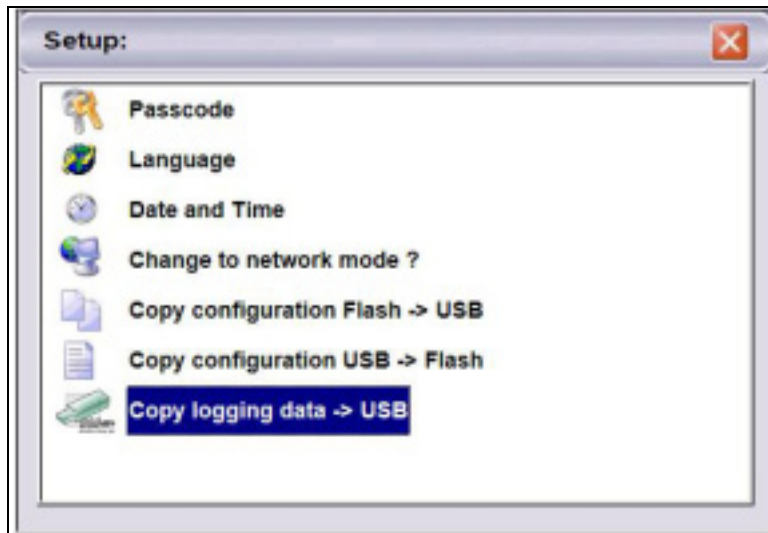 Setup:
Passcode
Language
Date and Time
Change to network mode ?
Copy configuration Flash -> USB
Copy configuration USB -> Flash
Copy logging data -> USB